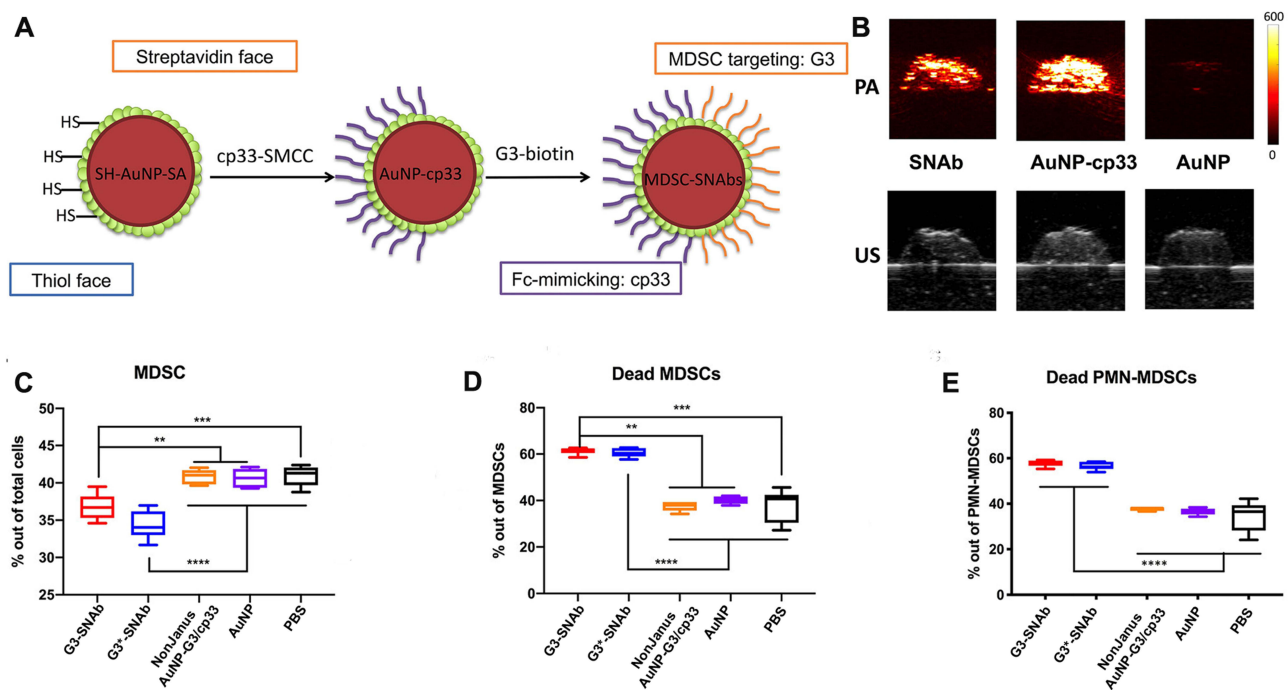 A
Streptavidin face
MDSC targeting: G3
HS
HS
HS
HS
SH-AuNP-SA
cp33-SMCC
AuNP-cp33
G3-biotin
MDSC-SNAbs
Thiol face
Fc-mimicking: cp33
B
PA
600
0
SNAb AuNP-cp33 AuNP
US
C
MDSC
% out of total cells
50
45
40
35
30
25
***
**
****
G3-SNAb
G3*-SNAb
NonJanus
AuNP-G3/cp33
AuNP
PBS
D
Dead MDSCs
% out of MDSCs
80
60
40
20
0
***
**
****
G3-SNAb
G3*-SNAb
NonJanus
AuNP-G3/cp33
AuNP
PBS
E
Dead PMN-MDSCs
% out of PMN-MDSCs
80
60
40
20
0
****
G3-SNAb
G3*-SNAb
NonJanus
AuNP-G3/cp33
AuNP
PBS